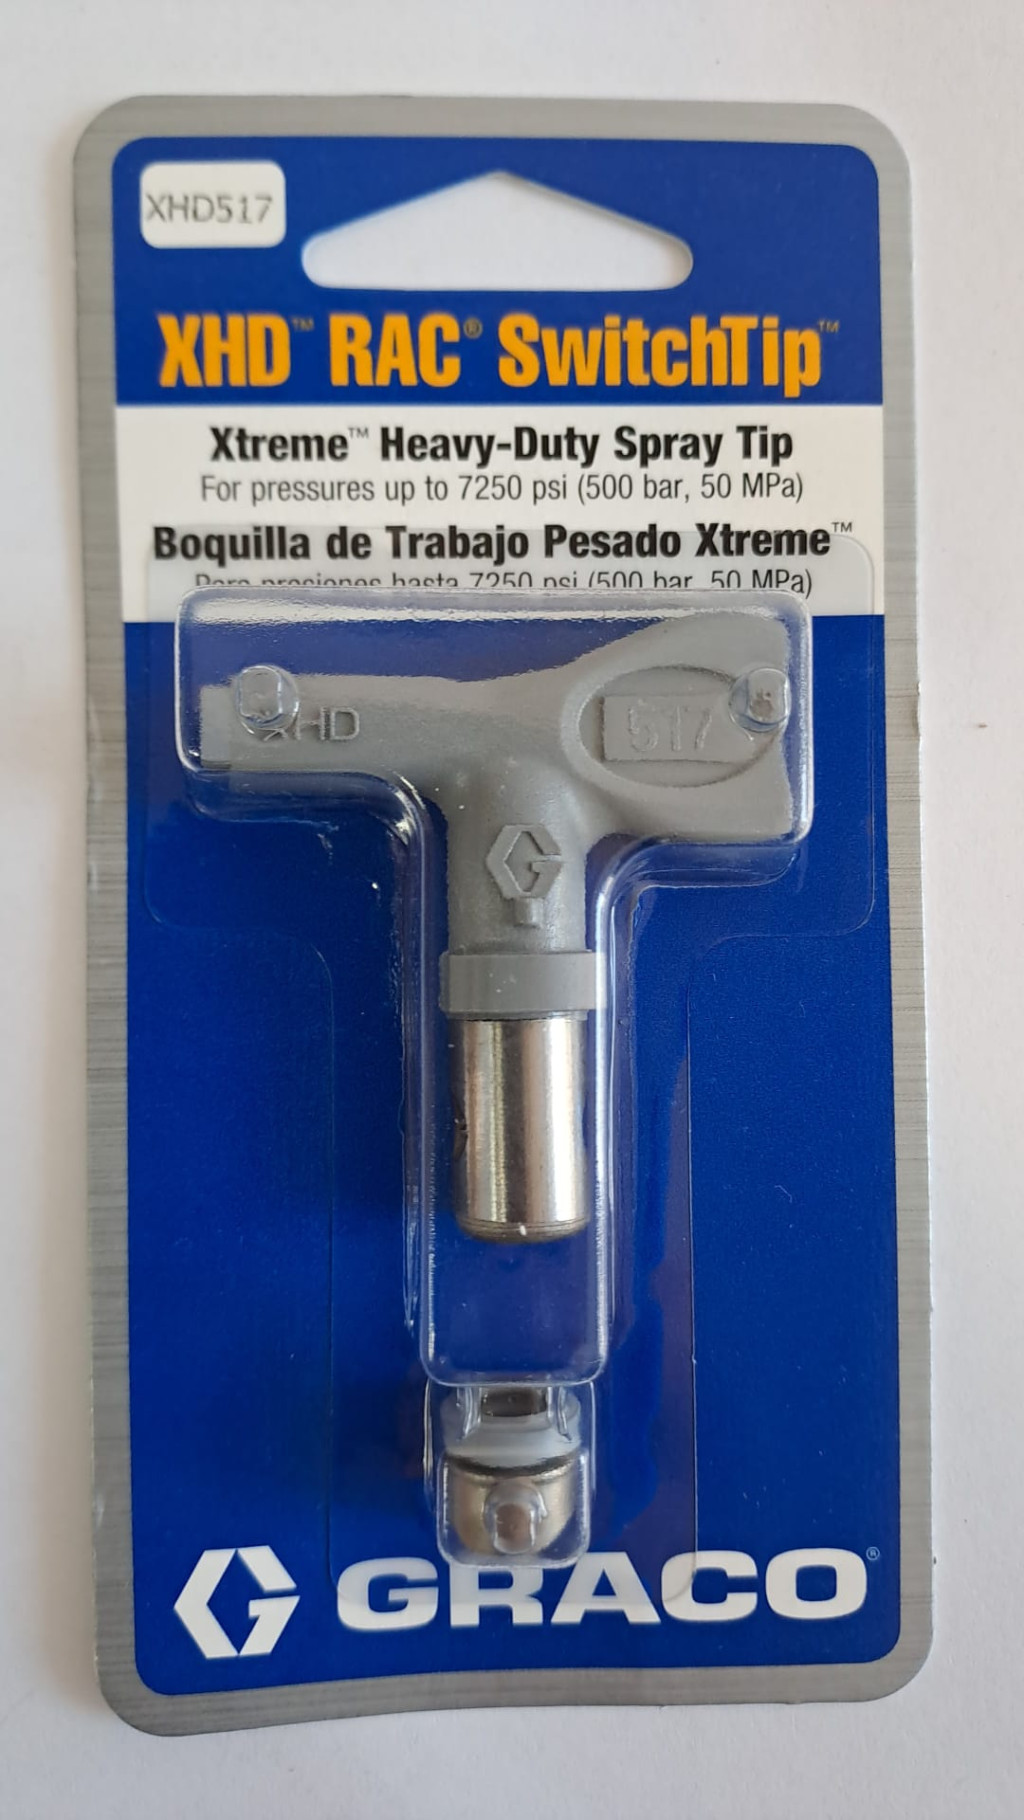 XHD517
XHD™ RAC® SwitchTip™
Xtreme™ Heavy-Duty Spray Tip
For pressures up to 7250 psi (500 bar, 50 MPa)
Boquilla de Trabajo Pesado Xtreme™
Para presiones hasta 7250 psi (500 bar, 50 MPa)
XHD 517
G
GRACO®